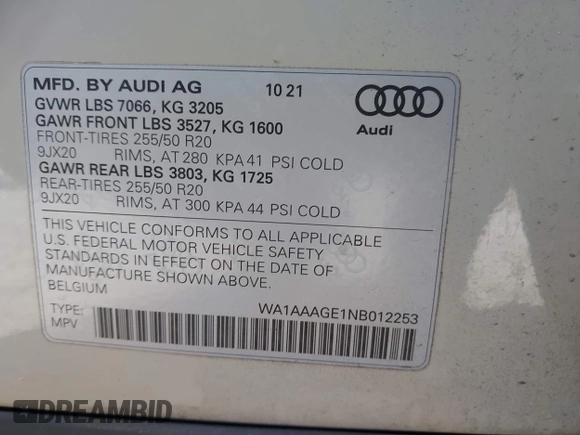 MFD. BY AUDI AG 10 21
GVWR LBS 7066, KG 3205
GAWR FRONT LBS 3527, KG 1600
FRONT-TIRES 255/50 R20
9JX20 RIMS, AT 280 KPA 41 PSI COLD
GAWR REAR LBS 3803, KG 1725
REAR-TIRES 255/50 R20
9JX20 RIMS, AT 300 KPA 44 PSI COLD
Audi
THIS VEHICLE CONFORMS TO ALL APPLICABLE
U.S. FEDERAL MOTOR VEHICLE SAFETY
STANDARDS IN EFFECT ON THE DATE OF
MANUFACTURE SHOWN ABOVE.
BELGIUM
WA1AAAGE1NB012253
TYPE:
MPV
DREAMBID